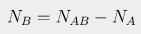 N_B = N_{AB} − N_A